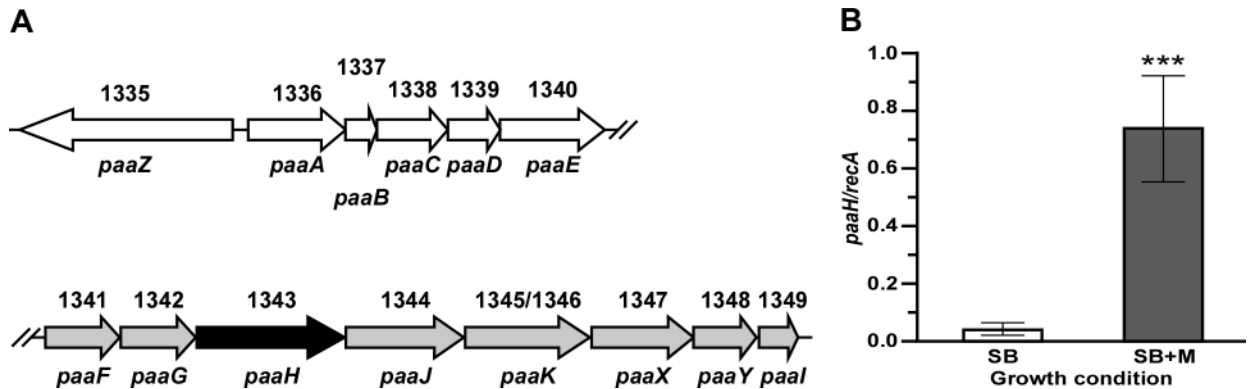 A
1337
1335 1336 1338 1339 1340
paaZ paaA paaC paaD paaE
paaB
1341 1342 1343 1344 1345/1346 1347 1348 1349
paaF paaG paaH paaJ paaK paaX paaY paaI
B
***
1.0
0.8
0.6
0.4
0.2
0.0
paaH/recA
SB SB+M
Growth condition